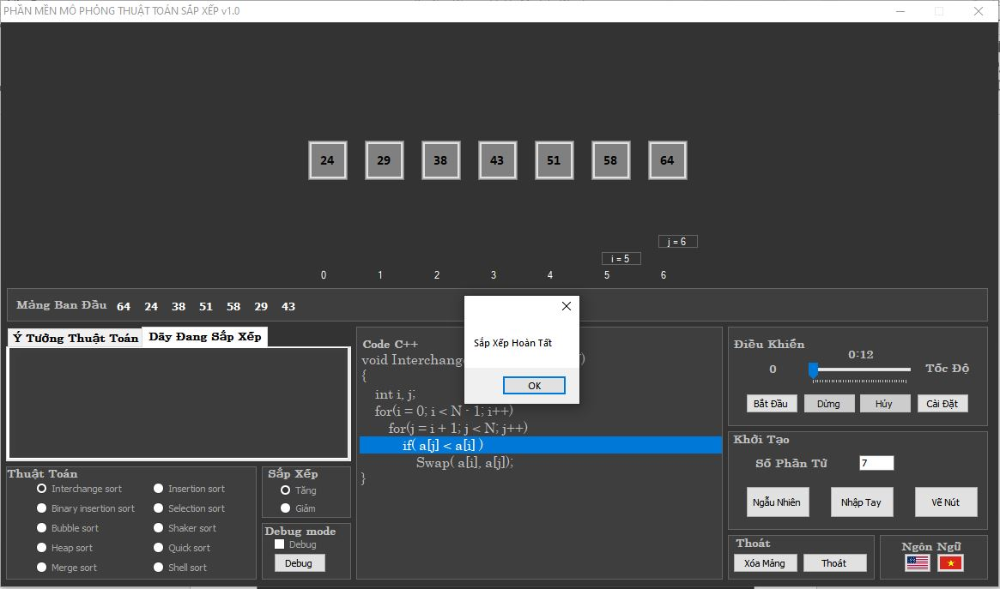 PHẦN MỀN MÔ PHỎNG THUẬT TOÁN SẮP XẾP v1.0
24 29 38 43 51 58 64
j = 6
i = 5
0 1 2 3 4 5 6
Mảng Ban Đầu 64 24 38 51 58 29 43
Sắp Xếp Hoàn Tất
OK
Ý Tưởng Thuật Toán Dãy Đang Sắp Xếp
Code C++
void Interchang
)
{
int i, j;
for(i = 0; i < N - 1; i++)
for(j = i + 1; j < N; j++)
if( a[j] < a[i] )
Swap( a[i], a[j]);
}
Điều Khiển
0:12
0 Tốc Độ
Bắt Đầu Dừng Hủy Cài Đặt
Khởi Tạo
Số Phần Tử 7
Ngẫu Nhiên Nhập Tay Vẽ Nút
Thuật Toán
Interchange sort Insertion sort
Binary insertion sort Selection sort
Bubble sort Shaker sort
Heap sort Quick sort
Merge sort Shell sort
Sắp Xếp
Tăng
Giảm
Debug mode
Debug
Debug
Thoát
Xóa Mảng Thoát
Ngôn Ngữ